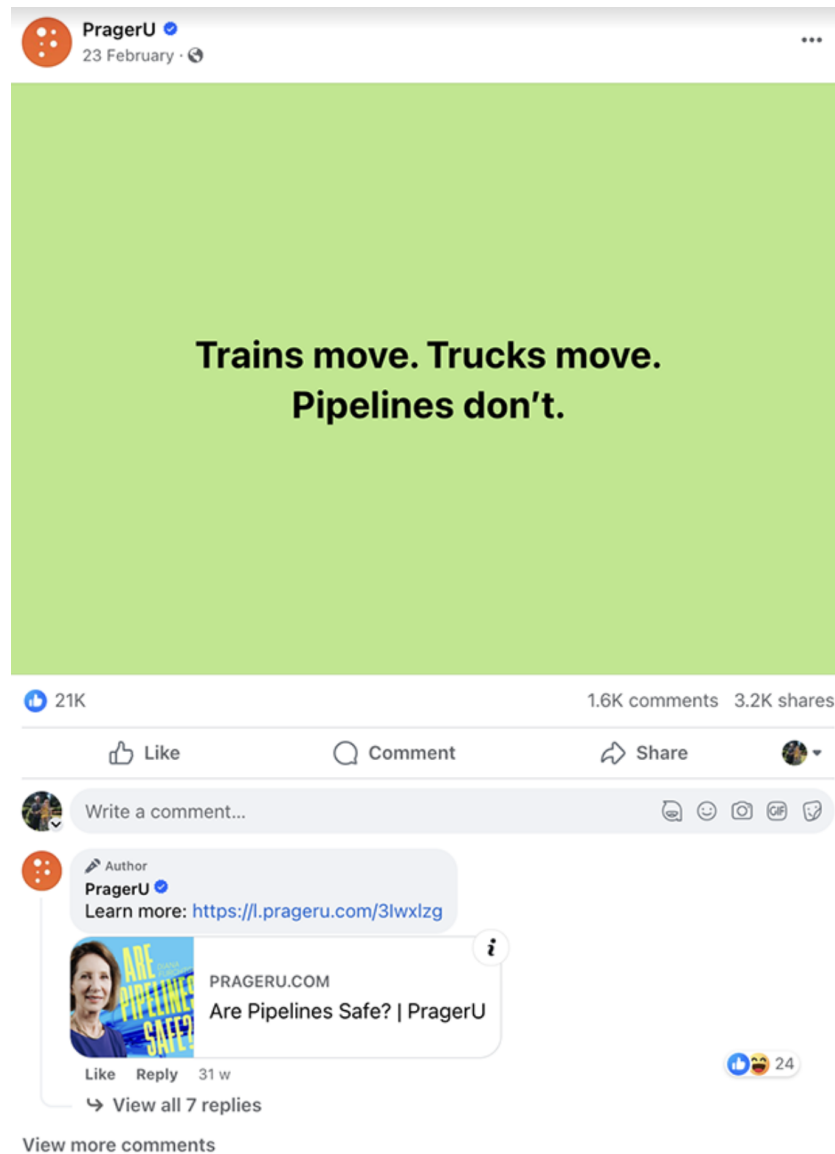 PragerU
23 February ·
Trains move. Trucks move.
Pipelines don't.
21K
1.6K comments 3.2K shares
Like Comment Share
Write a comment...
GIF
Author
PragerU
Learn more: https://l.prageru.com/3lwxlzg
ARE
PIPELINES
SAFE?
i
PRAGERU.COM
Are Pipelines Safe? | PragerU
Like Reply 31 w
24
View all 7 replies
View more comments